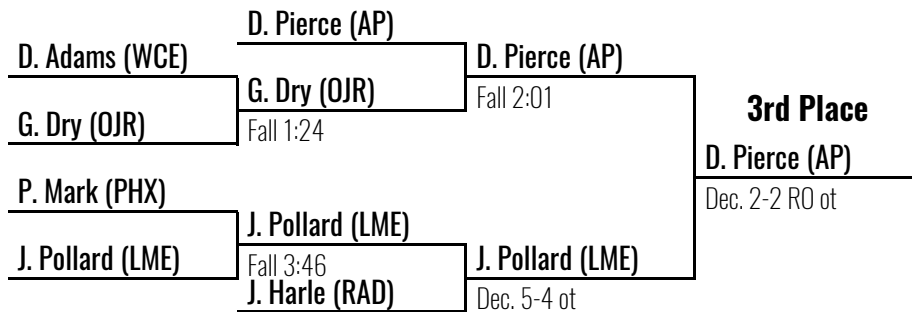 D. Pierce (AP)
D. Adams (WCE)
D. Pierce (AP)
G. Dry (OJR)
Fall 2:01
3rd Place
G. Dry (OJR)
Fall 1:24
D. Pierce (AP)
P. Mark (PHX)
Dec. 2-2 RO ot
J. Pollard (LME)
J. Pollard (LME)
Fall 3:46
J. Pollard (LME)
J. Harle (RAD)
Dec. 5-4 ot